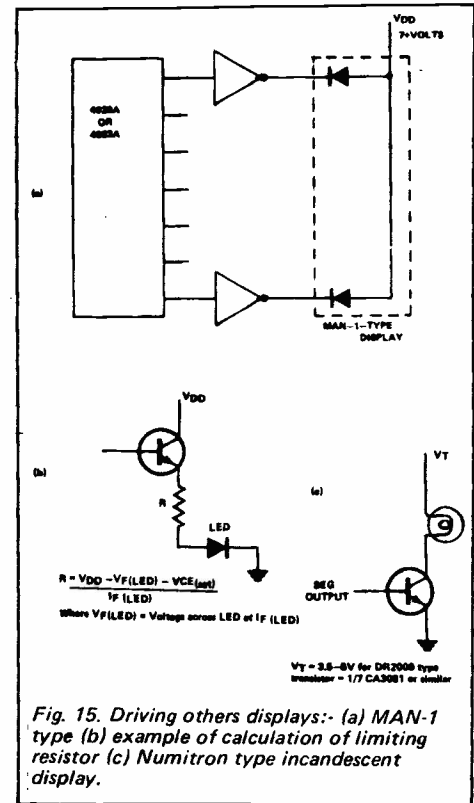 VDD
7+VOLTS
OR
MAN-1-TYPE
DISPLAY
VDD
(b)
R
LED
R = VDD -VF(LED) - VCE(sat)
IF (LED)
Where VF(LED) = Voltage across LED at IF (LED)
VT
SEG
OUTPUT
VT = 3.5-5V for DR2000 type
transistor = 1/7 CA3081 or similar
Fig. 15. Driving others displays:- (a) MAN-1
type (b) example of calculation of limiting
resistor (c) Numitron type incandescent
display.